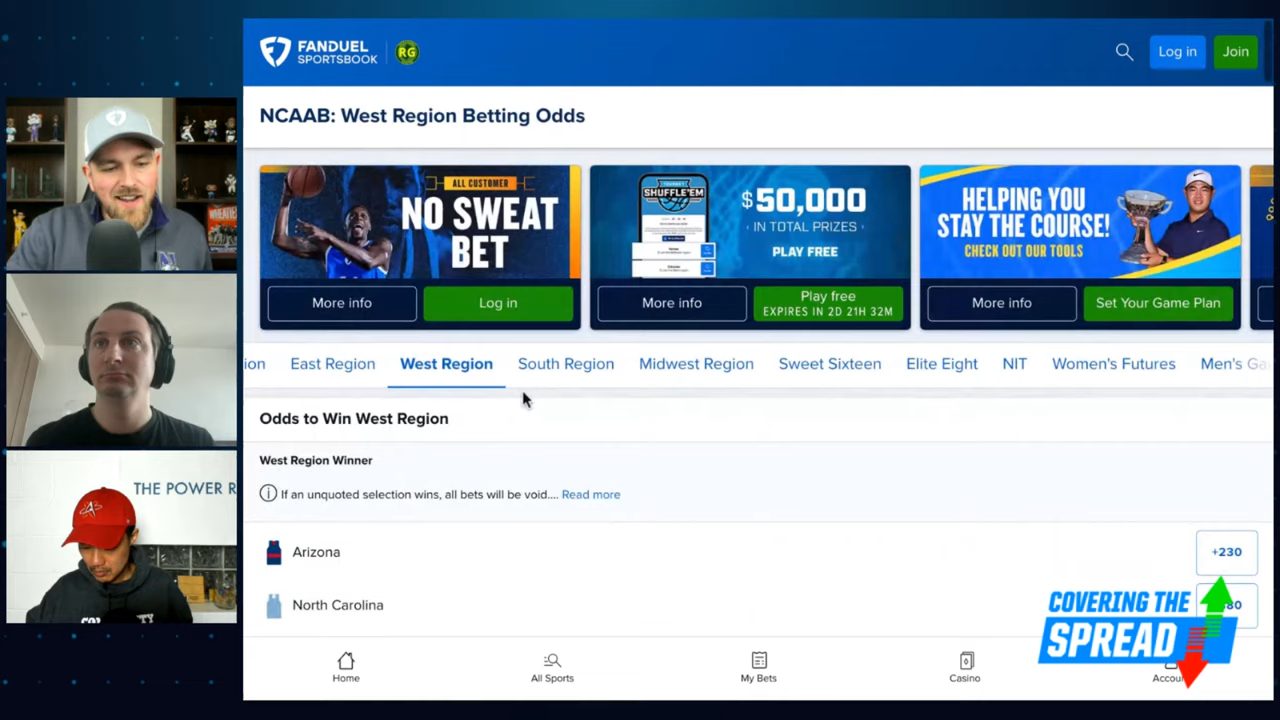 FANDUEL
SPORTSBOOK
RG
Log in
Join
NCAAB: West Region Betting Odds
ALL CUSTOMER
NO SWEAT
BET
More info
Log in
SHUFFLE'EM
$50,000
IN TOTAL PRIZES
PLAY FREE
More info
Play free
EXPIRES IN 2D 21H 32M
HELPING YOU
STAY THE COURSE!
CHECK OUT OUR TOOLS
More info
Set Your Game Plan
ion
East Region
West Region
South Region
Midwest Region
Sweet Sixteen
Elite Eight
NIT
Women's Futures
Men's Ga
Odds to Win West Region
West Region Winner
If an unquoted selection wins, all bets will be void.... Read more
Arizona
+230
North Carolina
80
Home
All Sports
My Bets
Casino
Accou
COVERING THE
SPREAD
THE POWER R
WHEATIES